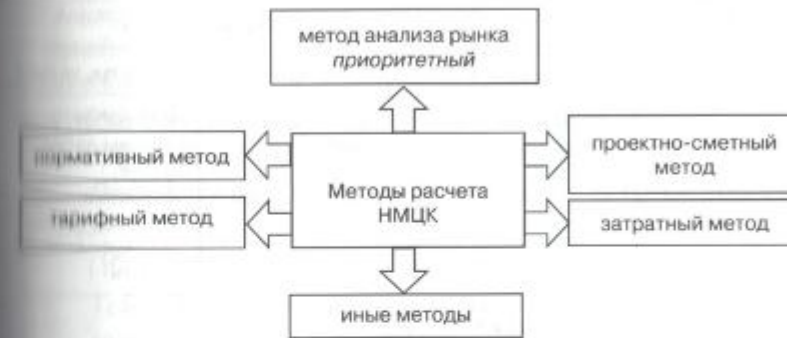 метод анализа рынка
приоритетный
нормативный метод
проектно-сметный
метод
Методы расчета
НМЦК
тарифный метод
затратный метод
иные методы